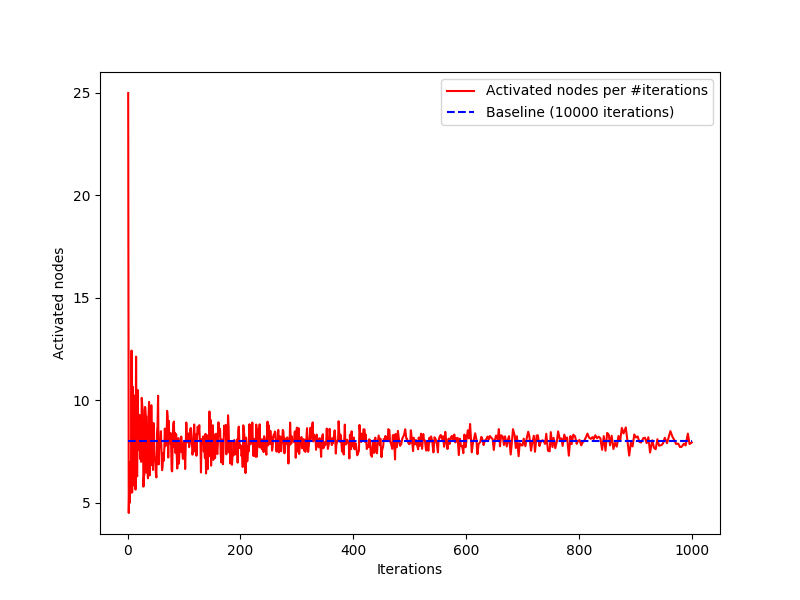 Activated nodes per #iterations
Baseline (10000 iterations)
25
20
15
10
5
Activated nodes
0
200
400
600
800
1000
Iterations